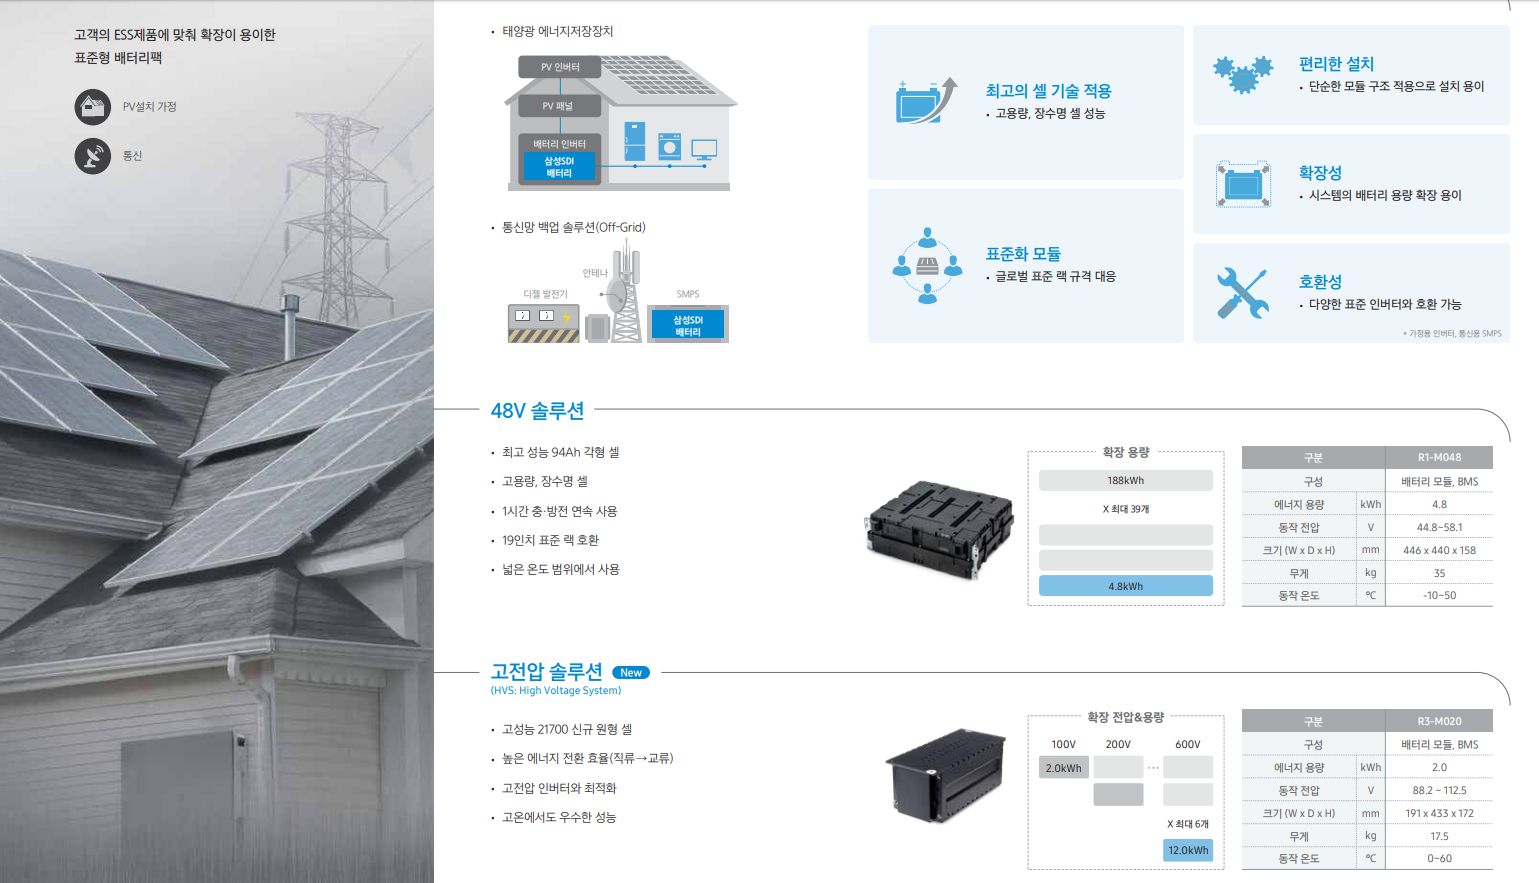 고객의 ESS제품에 맞춰 확장이 용이한
표준형 배터리팩
PV설치 가정
통신
• 태양광 에너지저장장치
PV 인버터
PV 패널
배터리 인버터
삼성SDI
배터리
• 통신망 백업 솔루션(Off-Grid)
안테나
디젤 발전기
SMPS
삼성SDI
배터리
최고의 셀 기술 적용
• 고용량, 장수명 셀 성능
표준화 모듈
• 글로벌 표준 랙 규격 대응
편리한 설치
• 단순한 모듈 구조 적용으로 설치 용이
확장성
• 시스템의 배터리 용량 확장 용이
호환성
• 다양한 표준 인버터와 호환 가능
* 가정용 인버터, 통신용 SMPS
48V 솔루션
• 최고 성능 94Ah 각형 셀
• 고용량, 장수명 셀
• 1시간 충·방전 연속 사용
• 19인치 표준 랙 호환
• 넓은 온도 범위에서 사용
확장 용량
188kWh
X 최대 39개
4.8kWh
구분 R1-M048
구성 배터리 모듈, BMS
에너지 용량 kWh 4.8
동작 전압 V 44.8~58.1
크기 (W x D x H) mm 446 x 440 x 158
무게 kg 35
동작 온도 ℃ -10~50
고전압 솔루션 New
(HVS: High Voltage System)
• 고성능 21700 신규 원형 셀
• 높은 에너지 전환 효율(직류→교류)
• 고전압 인버터와 최적화
• 고온에서도 우수한 성능
확장 전압&용량
100V 200V 600V
2.0kWh ...
X 최대 6개
12.0kWh
구분 R3-M020
구성 배터리 모듈, BMS
에너지 용량 kWh 2.0
동작 전압 V 88.2 ~ 112.5
크기 (W x D x H) mm 191 x 433 x 172
무게 kg 17.5
동작 온도 ℃ 0~60